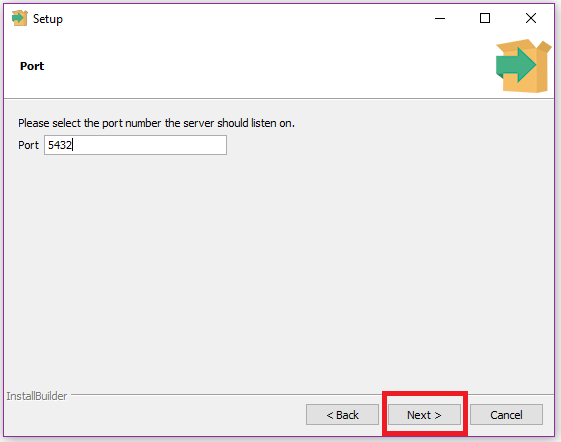 Setup
Port
Please select the port number the server should listen on.
Port 5432
InstallBuilder
< Back Next > Cancel